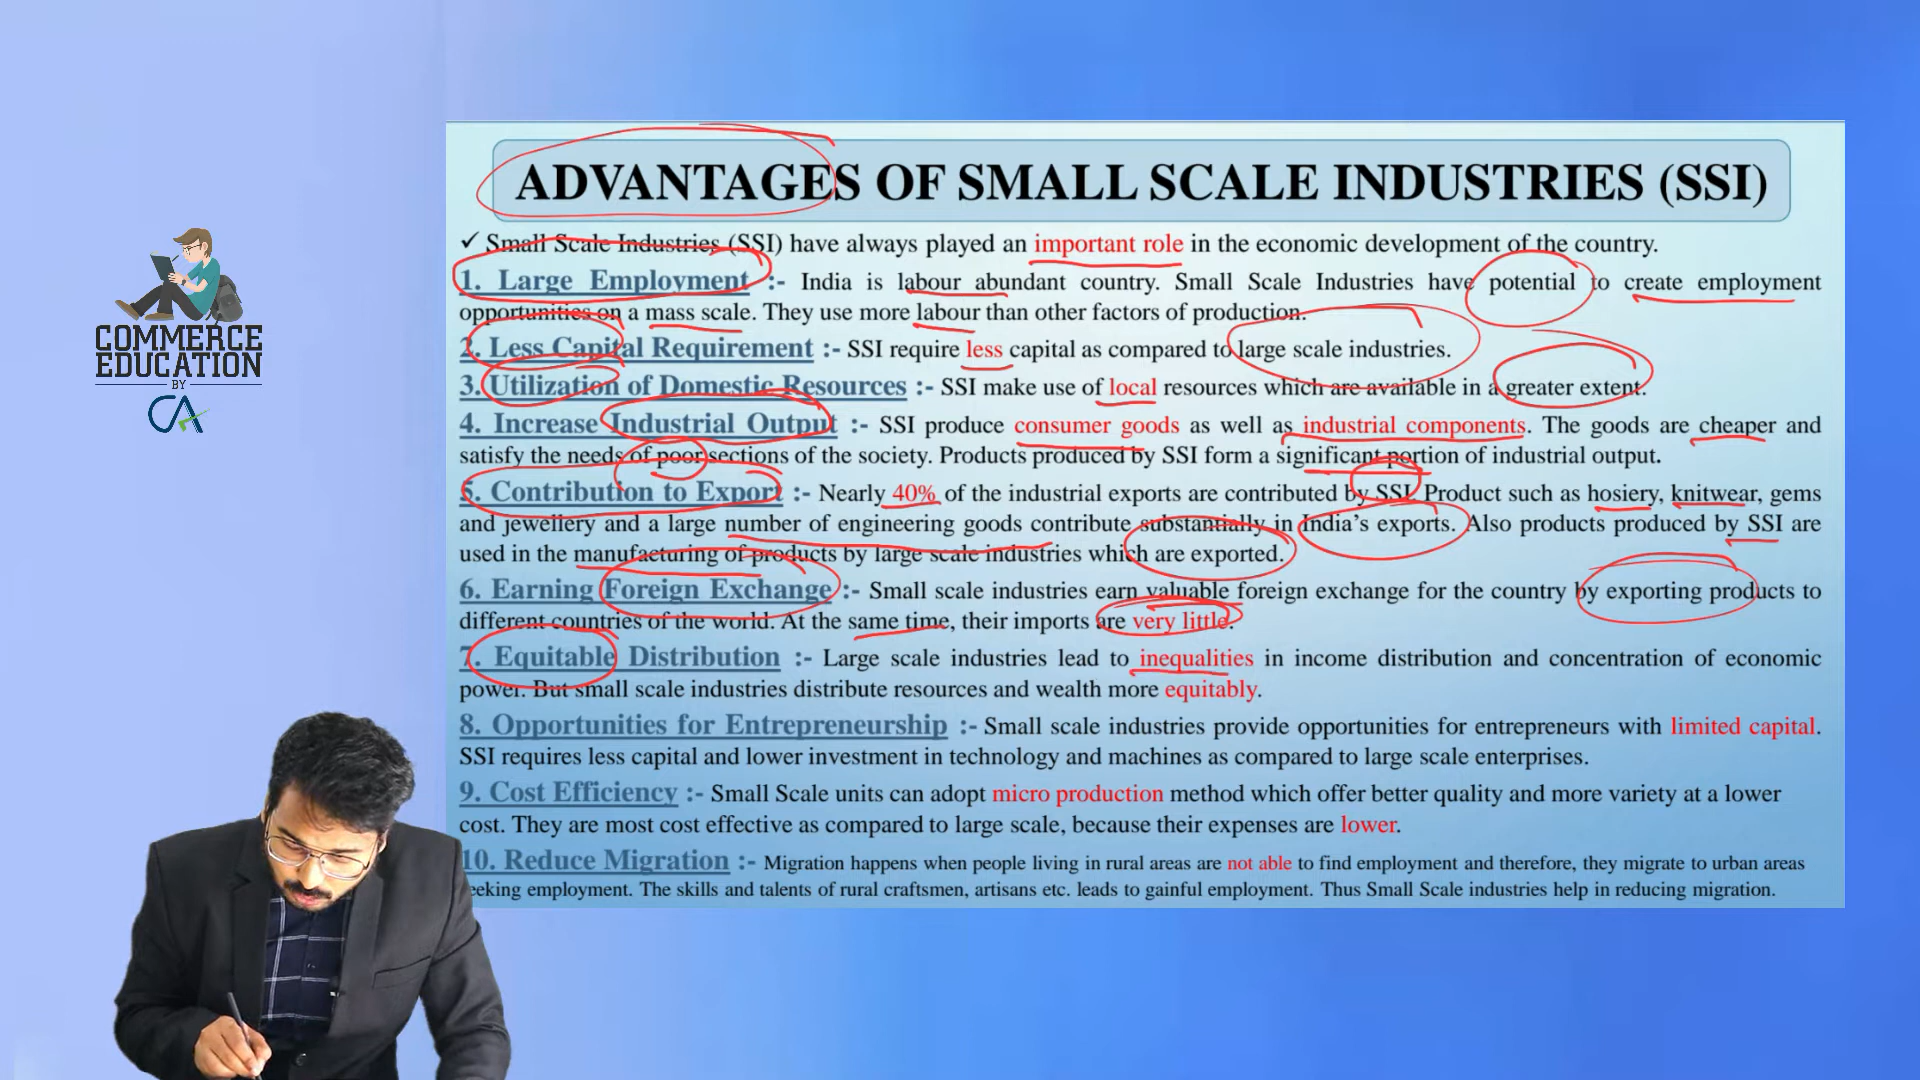 COMMERCE
EDUCATION
BY
CA
ADVANTAGES OF SMALL SCALE INDUSTRIES (SSI)
✓ Small Scale Industries (SSI) have always played an important role in the economic development of the country.
1. Large Employment :- India is labour abundant country. Small Scale Industries have potential to create employment
opportunities on a mass scale. They use more labour than other factors of production.
2. Less Capital Requirement :- SSI require less capital as compared to large scale industries.
3. Utilization of Domestic Resources :- SSI make use of local resources which are available in a greater extent.
4. Increase Industrial Output :- SSI produce consumer goods as well as industrial components. The goods are cheaper and
satisfy the needs of poor sections of the society. Products produced by SSI form a significant portion of industrial output.
5. Contribution to Export :- Nearly 40% of the industrial exports are contributed by SSI. Product such as hosiery, knitwear, gems
and jewellery and a large number of engineering goods contribute substantially in India's exports. Also products produced by SSI are
used in the manufacturing of products by large scale industries which are exported.
6. Earning Foreign Exchange :- Small scale industries earn valuable foreign exchange for the country by exporting products to
different countries of the world. At the same time, their imports are very little.
7. Equitable Distribution :- Large scale industries lead to inequalities in income distribution and concentration of economic
power. But small scale industries distribute resources and wealth more equitably.
8. Opportunities for Entrepreneurship :- Small scale industries provide opportunities for entrepreneurs with limited capital.
SSI requires less capital and lower investment in technology and machines as compared to large scale enterprises.
9. Cost Efficiency :- Small Scale units can adopt micro production method which offer better quality and more variety at a lower
cost. They are most cost effective as compared to large scale, because their expenses are lower.
10. Reduce Migration :- Migration happens when people living in rural areas are not able to find employment and therefore, they migrate to urban areas
eeking employment. The skills and talents of rural craftsmen, artisans etc. leads to gainful employment. Thus Small Scale industries help in reducing migration.